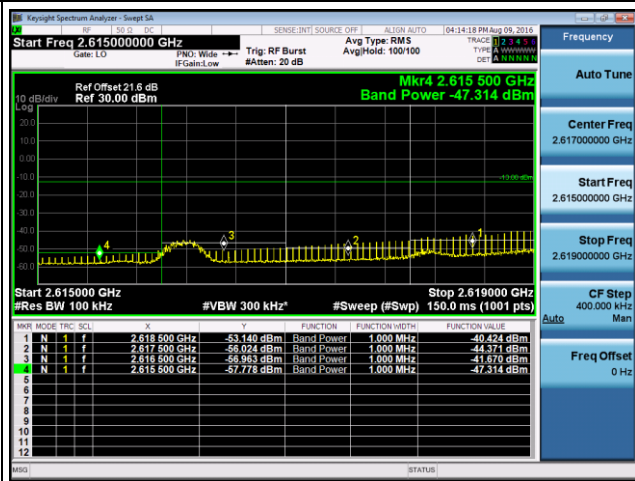 Keysight Spectrum Analyzer - Swept SA
RF 50 Ω DC SENSE:INT SOURCE OFF ALIGN AUTO 04:14:18 PM Aug 09, 2016
Start Freq 2.615000000 GHz
Gate: LO
PNO: Wide
IFGain:Low
Trig: RF Burst
#Atten: 20 dB
Avg Type: RMS
Avg|Hold: 100/100
TRACE 1 2 3 4 5 6
TYPE A WWWWW
DET A N N N N N
Frequency
Auto Tune
Center Freq
2.617000000 GHz
Start Freq
2.615000000 GHz
Stop Freq
2.619000000 GHz
CF Step
400.000 kHz
Auto Man
Freq Offset
0 Hz
Ref Offset 21.6 dB
10 dB/div Ref 30.00 dBm
Log
Mkr4 2.615 500 GHz
Band Power -47.314 dBm
20.0
10.0
0.00
-10.0
-13.00 dBm
-20.0
-30.0
-40.0
-50.0
-60.0
4
3
2
1
Start 2.615000 GHz Stop 2.619000 GHz
#Res BW 100 kHz #VBW 300 kHz* #Sweep (#Swp) 150.0 ms (1001 pts)
MKR MODE TRC SCL X Y FUNCTION FUNCTION WIDTH FUNCTION VALUE
1 N 1 f 2.618 500 GHz -53.140 dBm Band Power 1.000 MHz -40.424 dBm
2 N 1 f 2.617 500 GHz -56.024 dBm Band Power 1.000 MHz -44.371 dBm
3 N 1 f 2.616 500 GHz -56.963 dBm Band Power 1.000 MHz -41.670 dBm
4 N 1 f 2.615 500 GHz -57.778 dBm Band Power 1.000 MHz -47.314 dBm
5
6
7
8
9
10
11
12
MSG STATUS